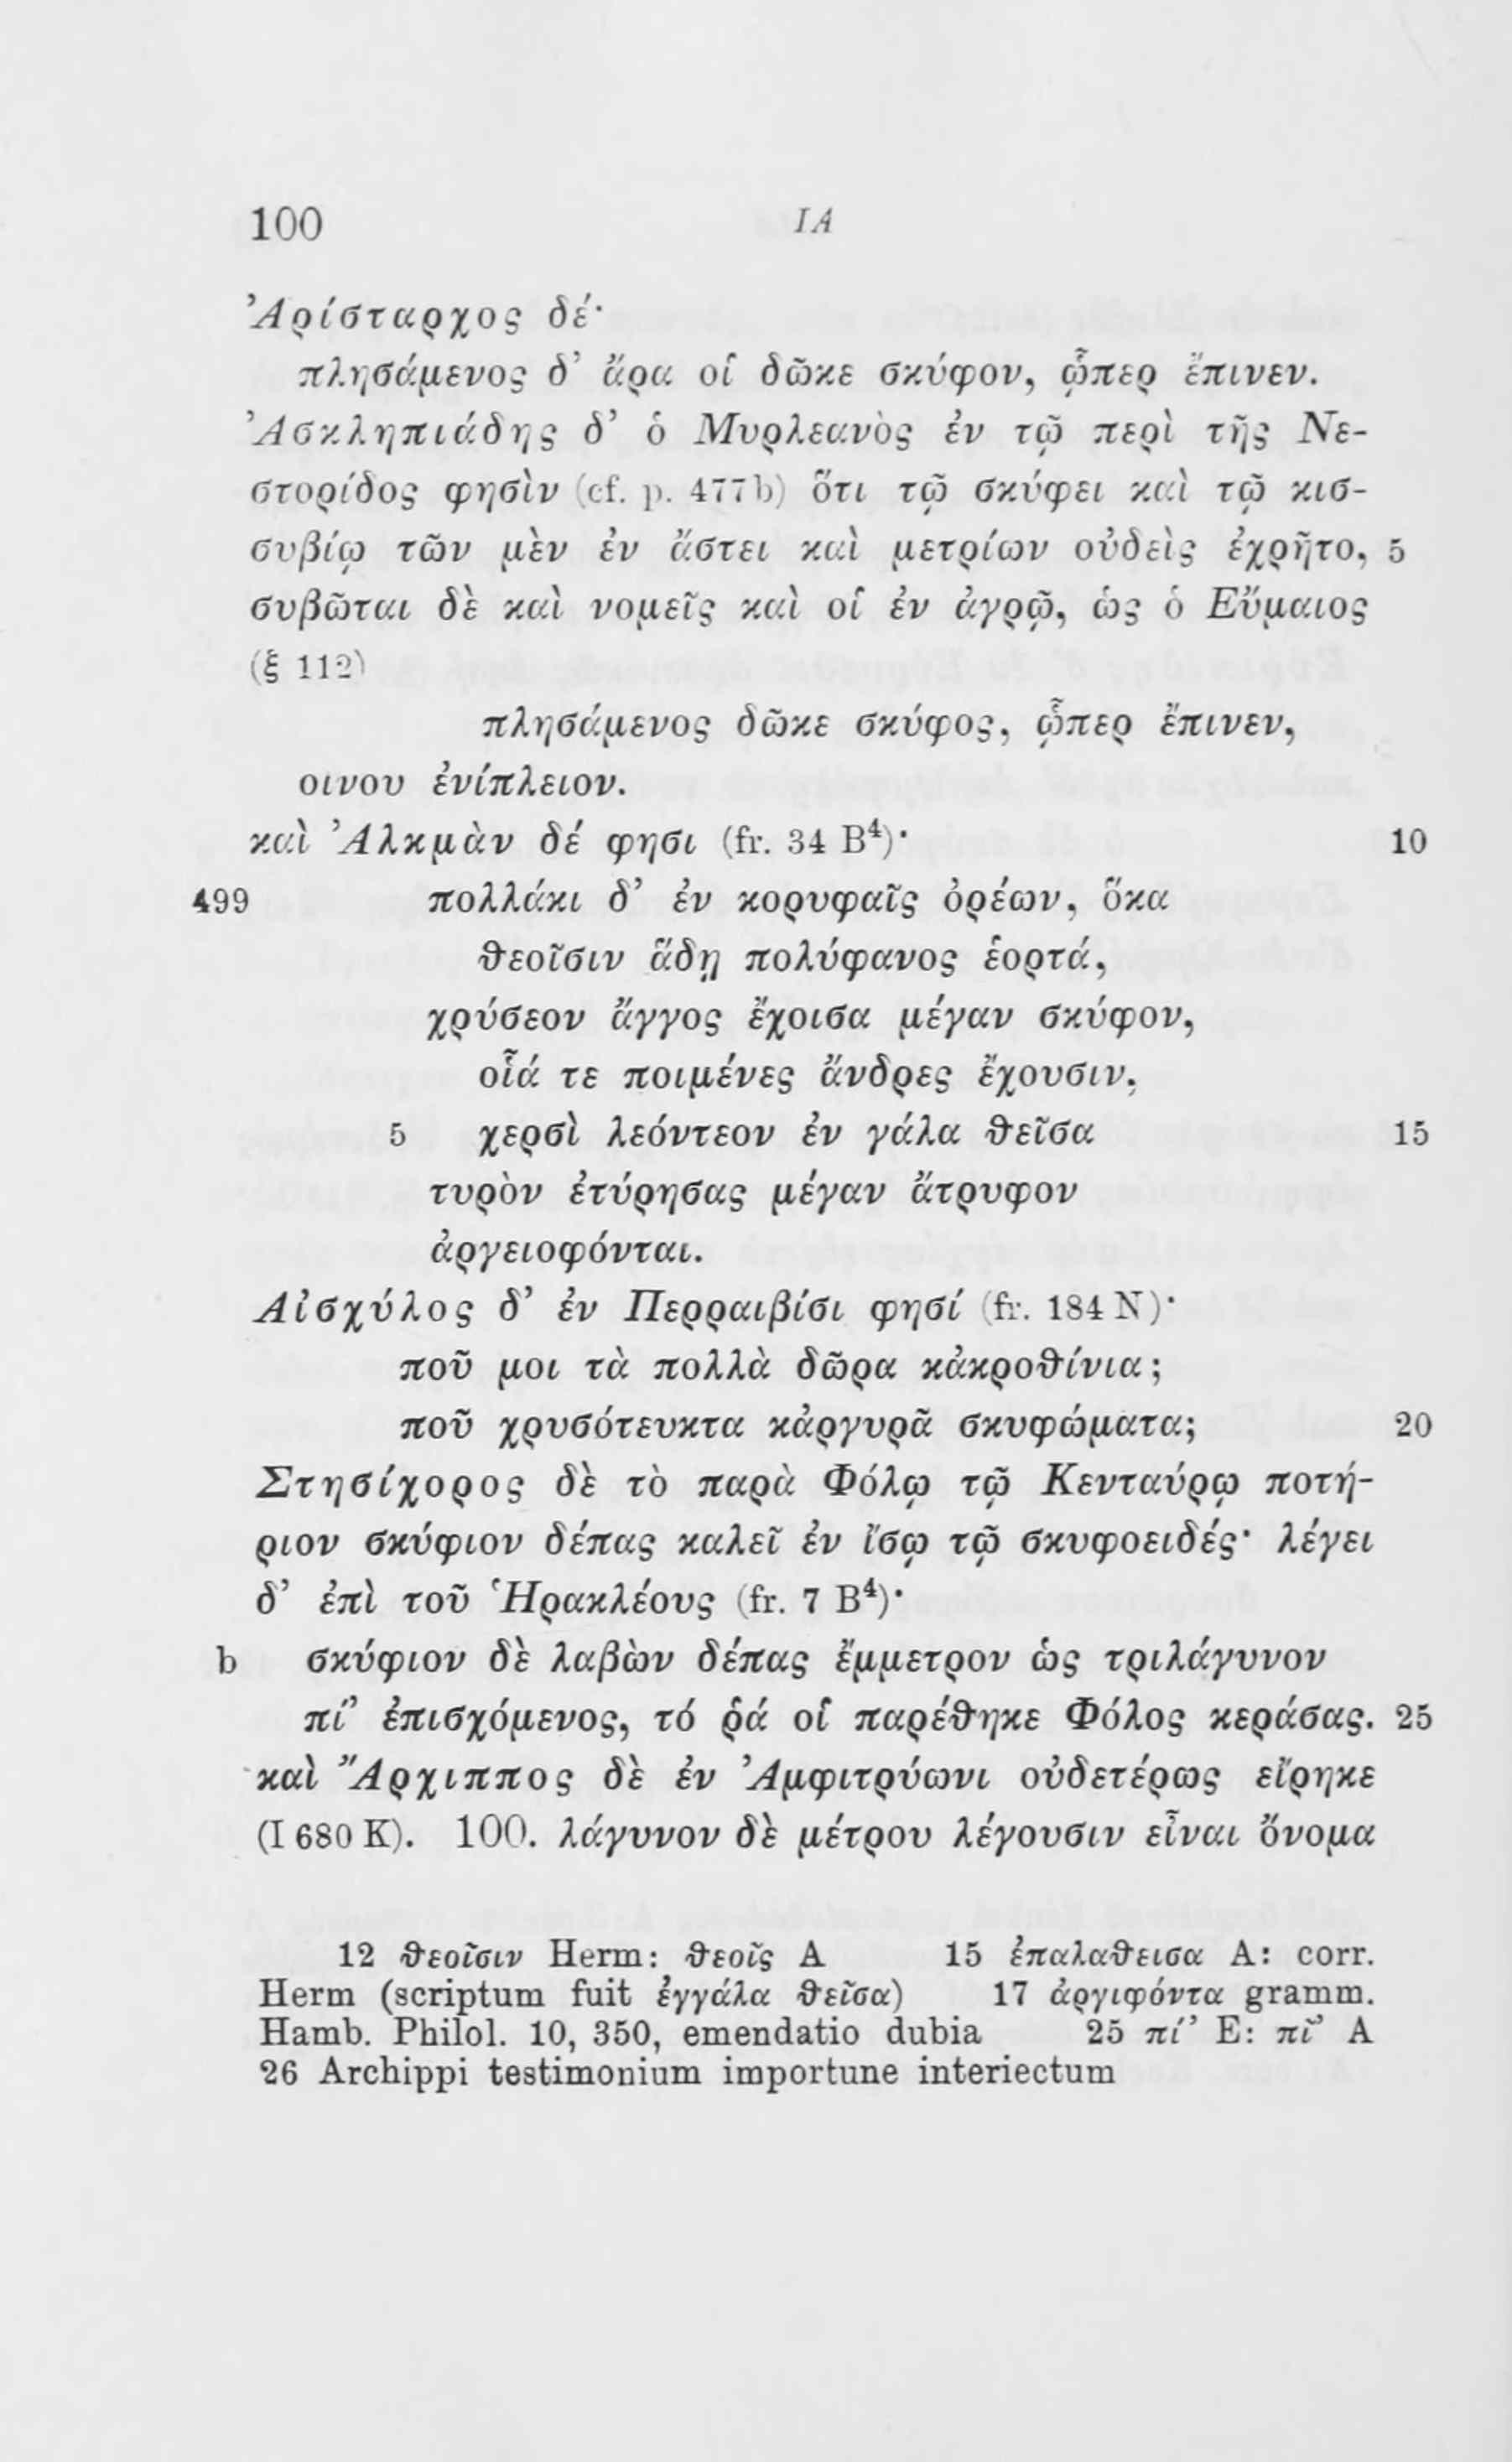 100 ΙΑ
Ἀρίσταρχος δέ·
πλησάμενος δ’ ἄρα οἱ δῶκε σκύφον, ᾧπερ ἔπινεν.
Ἀσκληπιάδης δ’ ὁ Μυρλεανὸς ἐν τῷ περὶ τῆς Νε-
στορίδος φησὶν (cf. p. 477b) ὅτι τῷ σκύφει καὶ τῷ κισ-
συβίῳ τῶν μὲν ἐν ἄστει καὶ μετρίων οὐδεὶς ἐχρῆτο, 5
συβῶται δὲ καὶ νομεῖς καὶ οἱ ἐν ἀγρῷ, ὡς ὁ Εὔμαιος
(ξ 112)
πλησάμενος δῶκε σκύφος, ᾧπερ ἔπινεν,
οινου ἐνίπλειον.
καὶ Ἀλκμὰν δέ φησι (fr. 34 B⁴)· 10
499 πολλάκι δ’ ἐν κορυφαῖς ὀρέων, ὅκα
θεοῖσιν ἅδῃ πολύφανος ἑορτά,
χρύσεον ἄγγος ἔχοισα μέγαν σκύφον,
οἷά τε ποιμένες ἄνδρες ἔχουσιν,
5 χερσὶ λεόντεον ἐν γάλα θεῖσα 15
τυρὸν ἐτύρησας μέγαν ἄτρυφον
ἀργειοφόνται.
Αἰσχύλος δ’ ἐν Περραιβίσι φησί (fr. 184 N)·
ποῦ μοι τὰ πολλὰ δῶρα κἀκροθίνια;
ποῦ χρυσότευκτα κἀργυρᾶ σκυφώματα; 20
Στησίχορος δὲ τὸ παρὰ Φόλῳ τῷ Κενταύρῳ ποτή-
ριον σκύφιον δέπας καλεῖ ἐν ἴσῳ τῷ σκυφοειδές· λέγει
δ’ ἐπὶ τοῦ Ἡρακλέους (fr. 7 B⁴)·
b σκύφιον δὲ λαβὼν δέπας ἔμμετρον ὡς τριλάγυνον
πί’ ἐπισχόμενος, τό ῥά οἱ παρέθηκε Φόλος κεράσας. 25
καὶ Ἄρχιππος δὲ ἐν Ἀμφιτρύωνι οὐδετέρως εἴρηκε
(I 680 K). 100. λάγυνον δὲ μέτρου λέγουσιν εἶναι ὄνομα
12 θεοῖσιν Herm: θεοῖς A 15 ἐπαλαθεισα A: corr.
Herm (scriptum fuit ἐγγάλα θεῖσα) 17 ἀργιφόντα gramm.
Hamb. Philol. 10, 350, emendatio dubia 25 πί’ E: πῖ’ A
26 Archippi testimonium importune interiectum